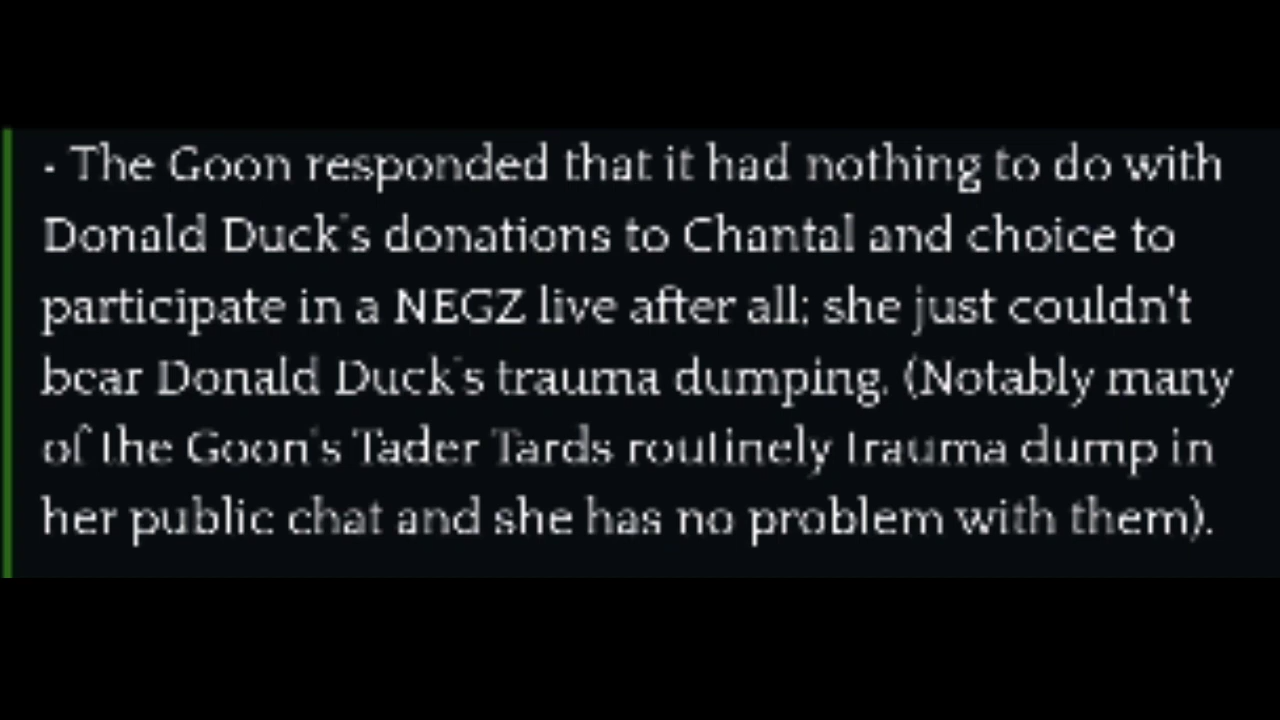 - The Goon responded that it had nothing to do with
Donald Duck's donations to Chantal and choice to
participate in a NEGZ live after all; she just couldn't
bear Donald Duck's trauma dumping. (Notably many
of the Goon's Tader Tards routinely trauma dump in
her public chat and she has no problem with them).